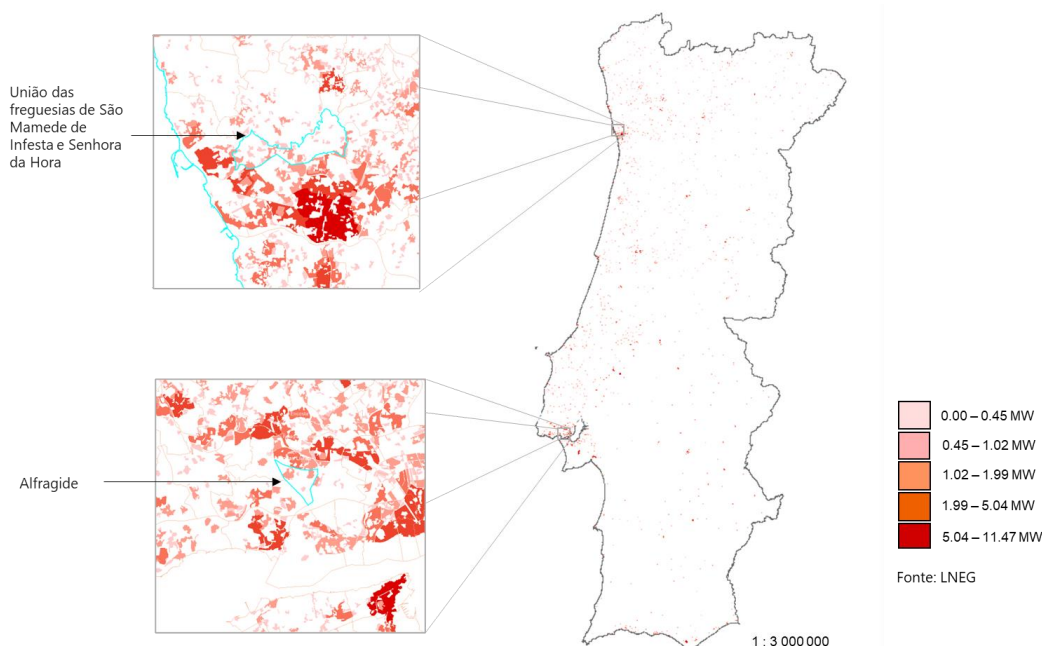 União das
freguesias de São
Mamede de
Infesta e Senhora
da Hora
Alfragide
0.00 – 0.45 MW
0.45 – 1.02 MW
1.02 – 1.99 MW
1.99 – 5.04 MW
5.04 – 11.47 MW
Fonte: LNEG
1 : 3 000 000